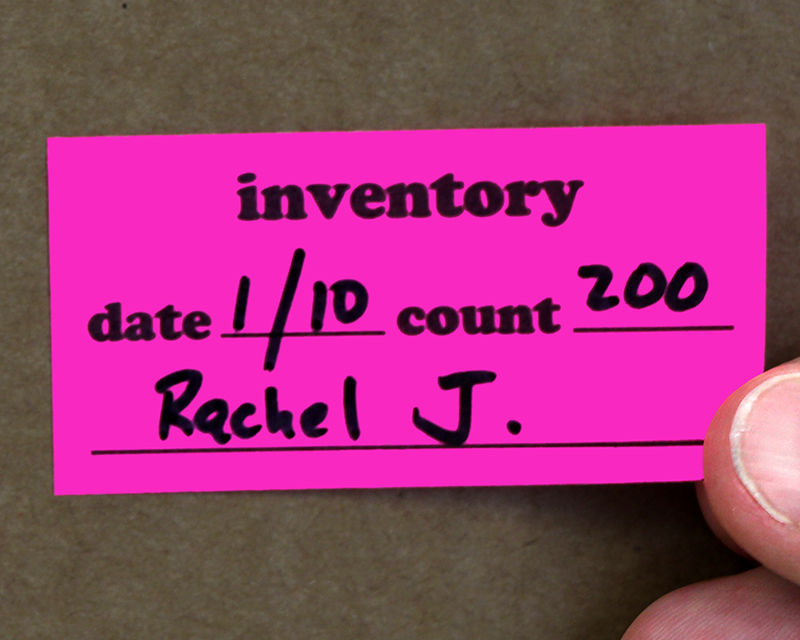 inventory
date 1/10 count 200
Rachel J.